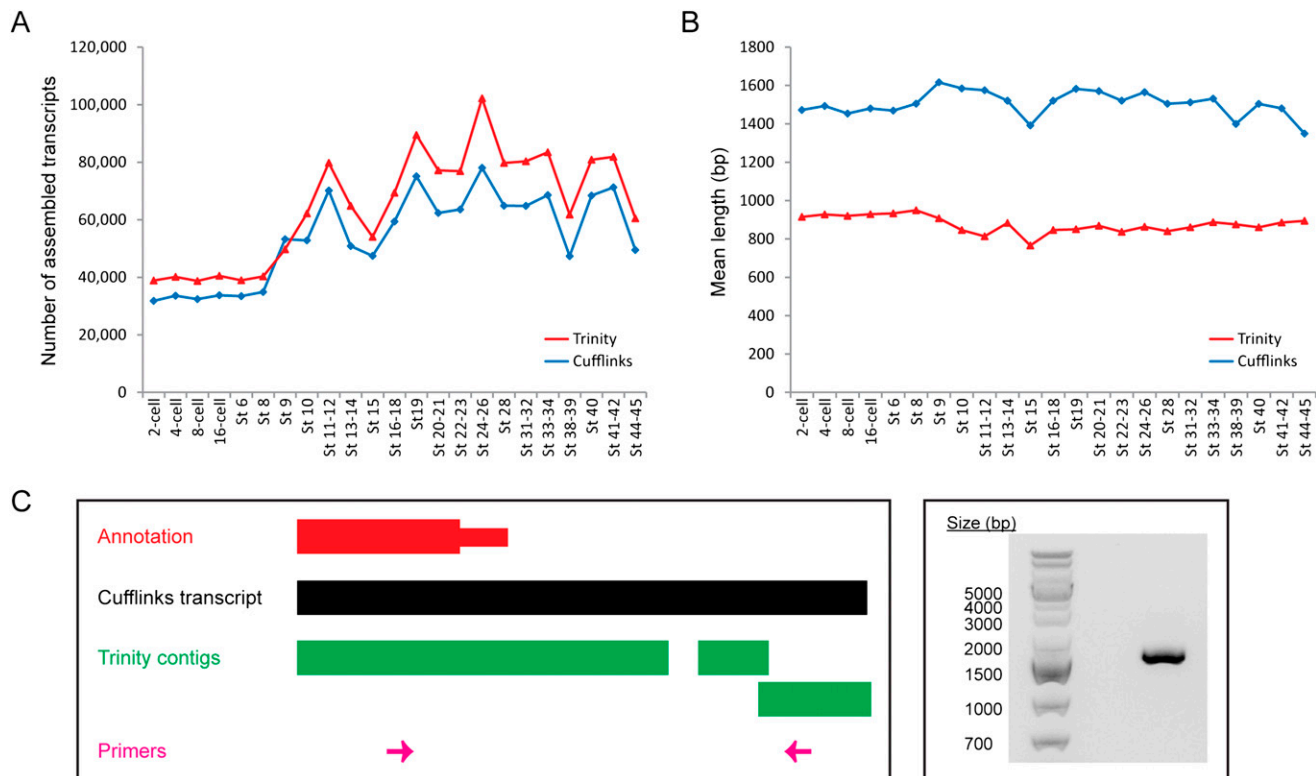 A
Number of assembled transcripts
120,000
100,000
80,000
60,000
40,000
20,000
0
Trinity
Cufflinks
2-cell
4-cell
8-cell
16-cell
St 6
St 8
St 9
St 10
St 11-12
St 13-14
St 15
St 16-18
St19
St 20-21
St 22-23
St 24-26
St 28
St 31-32
St 33-34
St 38-39
St 40
St 41-42
St 44-45
B
Mean length (bp)
1800
1600
1400
1200
1000
800
600
400
200
0
Trinity
Cufflinks
2-cell
4-cell
8-cell
16-cell
St 6
St 8
St 9
St 10
St 11-12
St 13-14
St 15
St 16-18
St19
St 20-21
St 22-23
St 24-26
St 28
St 31-32
St 33-34
St 38-39
St 40
St 41-42
St 44-45
C
Annotation
Cufflinks transcript
Trinity contigs
Primers
Size (bp)
5000
4000
3000
2000
1500
1000
700